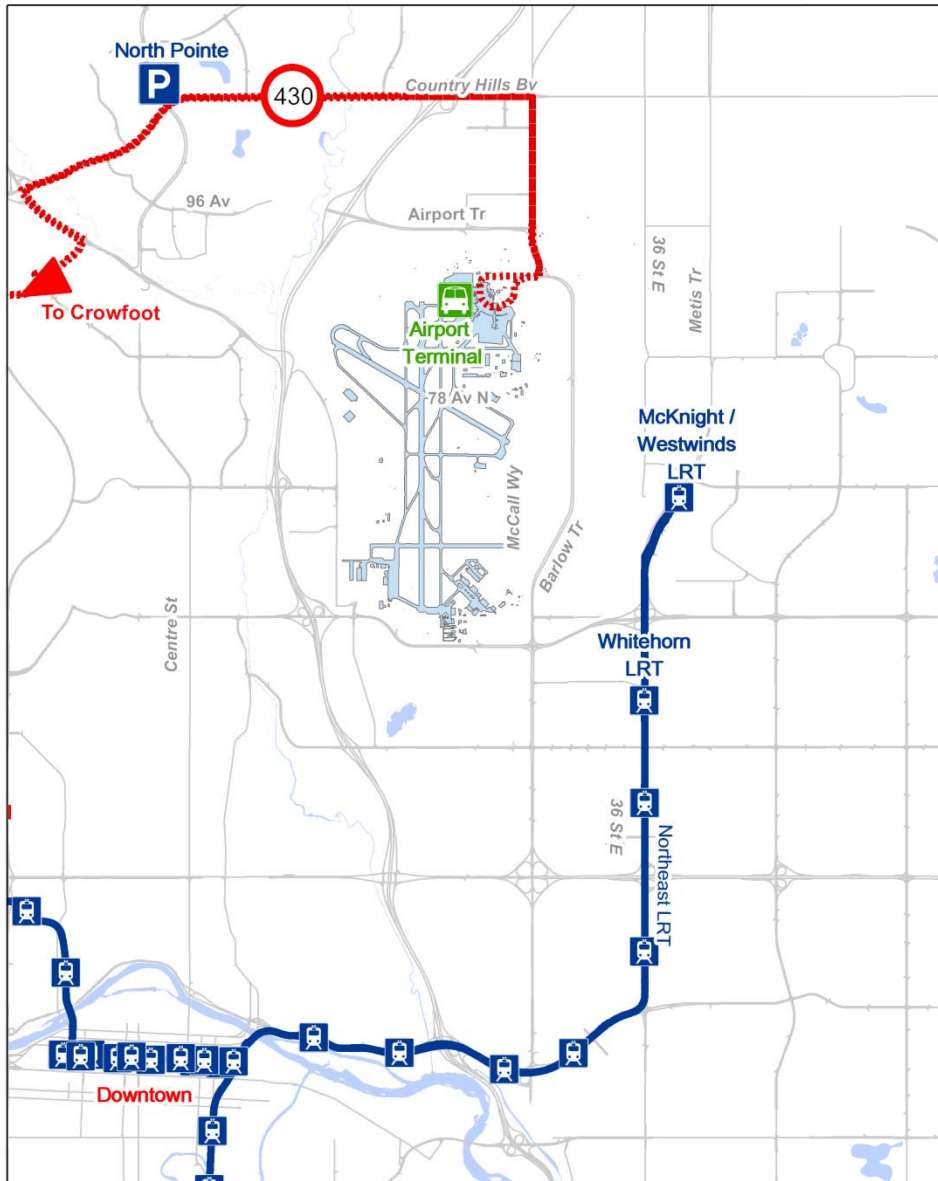 North Pointe
P
430
Country Hills Bv
96 Av
Airport Tr
36 St E
Metis Tr
To Crowfoot
Airport
Terminal
78 Av N
McKnight /
Westwinds
LRT
McCall Wy
Barlow Tr
Centre St
Whitehorn
LRT
36 St E
Northeast LRT
Downtown